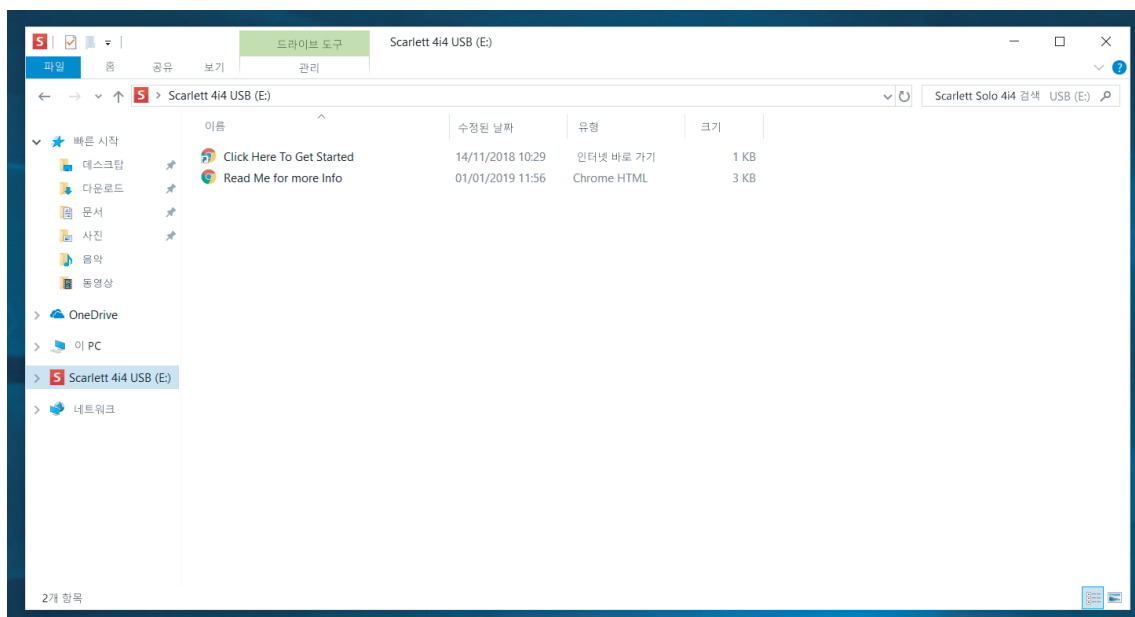 S 드라이브 도구 Scarlett 4i4 USB (E:)
파일 홈 공유 보기 관리 ?
S > Scarlett 4i4 USB (E:) Scarlett Solo 4i4 검색 USB (E:)
이름 수정된 날짜 유형 크기
빠른 시작
Click Here To Get Started 14/11/2018 10:29 인터넷 바로 가기 1 KB
데스크탑
Read Me for more Info 01/01/2019 11:56 Chrome HTML 3 KB
다운로드
문서
사진
음악
동영상
OneDrive
이 PC
S Scarlett 4i4 USB (E:)
네트워크
2개 항목